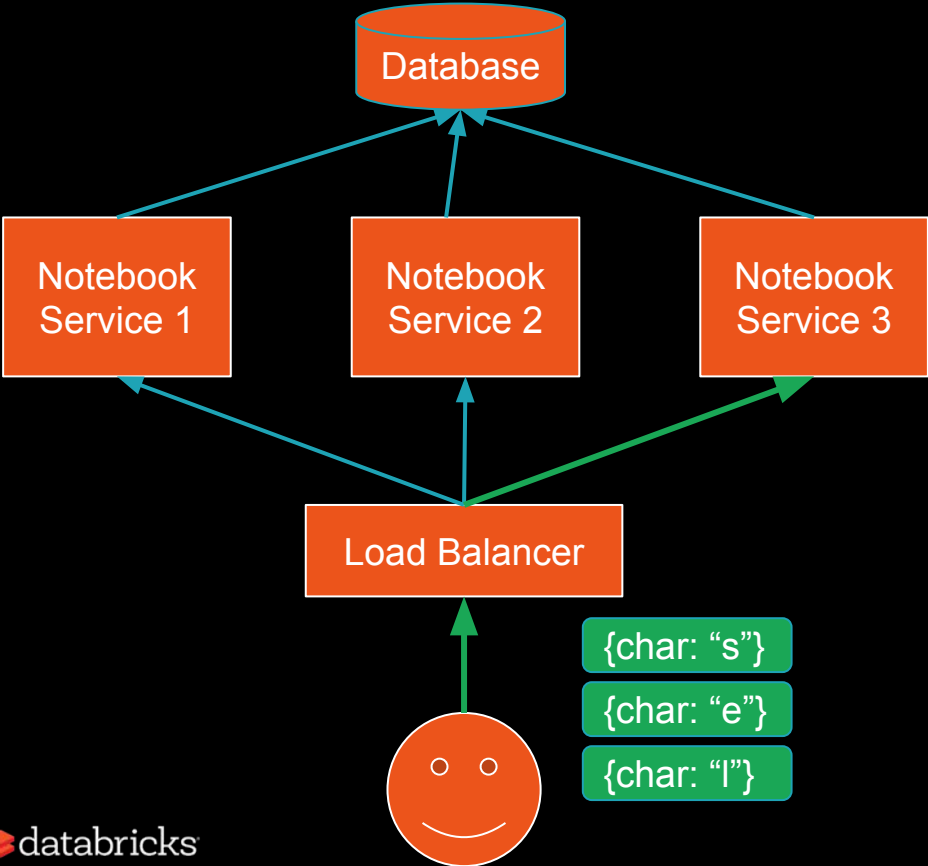 Database
Notebook
Service 1
Notebook
Service 2
Notebook
Service 3
Load Balancer
{char: “s”}
{char: “e”}
{char: “l”}
databricks